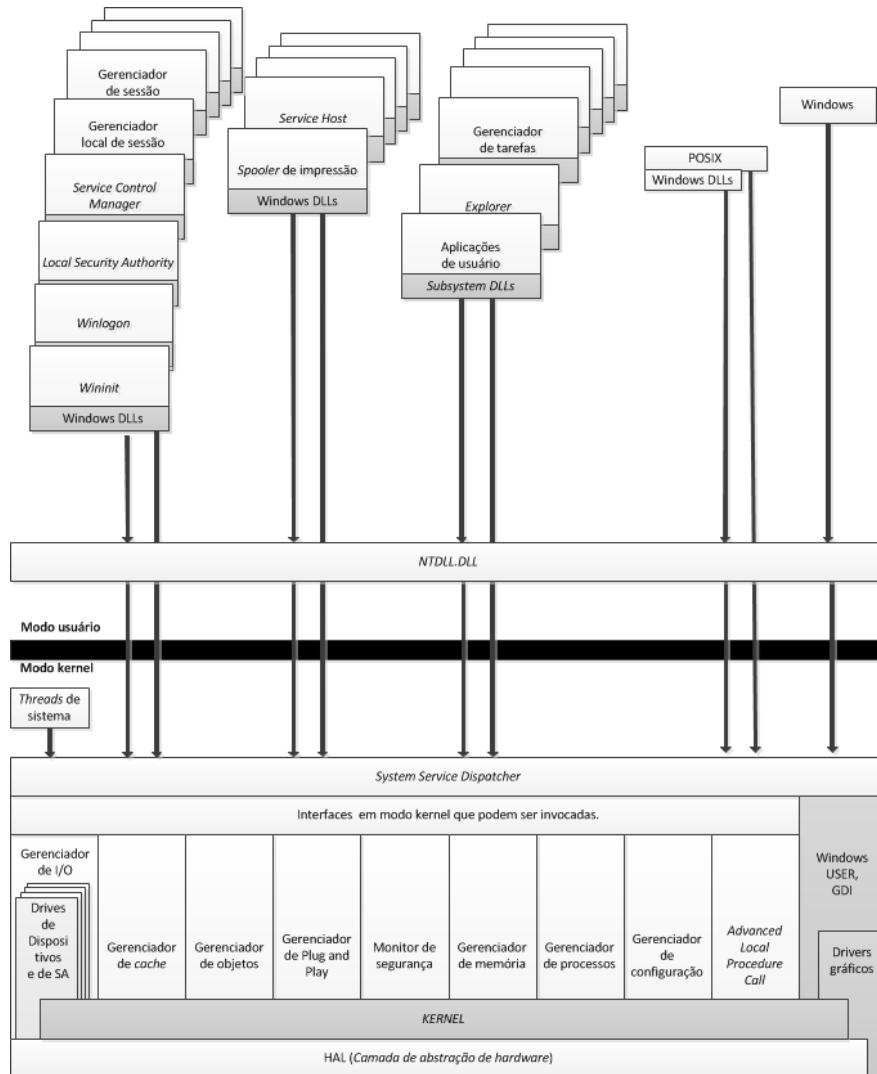 Gerenciador
de sessão
Gerenciador
local de sessão
Service Control
Manager
Local Security Authority
Winlogon
Wininit
Windows DLLs
Service Host
Spooler de impressão
Windows DLLs
Gerenciador
de tarefas
Explorer
Aplicações
de usuário
Subsystem DLLs
POSIX
Windows DLLs
Windows
NTDLL.DLL
Modo usuário
Modo kernel
Threads de
sistema
System Service Dispatcher
Interfaces em modo kernel que podem ser invocadas.
Gerenciador
de I/O
Drives
de
Disposi
tivos
e de SA
Gerenciador
de cache
Gerenciador
de objetos
Gerenciador
de Plug and
Play
Monitor de
segurança
Gerenciador
de memória
Gerenciador
de processos
Gerenciador
de
configuração
Advanced
Local
Procedure
Call
Windows
USER,
GDI
Drivers
gráficos
KERNEL
HAL (Camada de abstração de hardware)